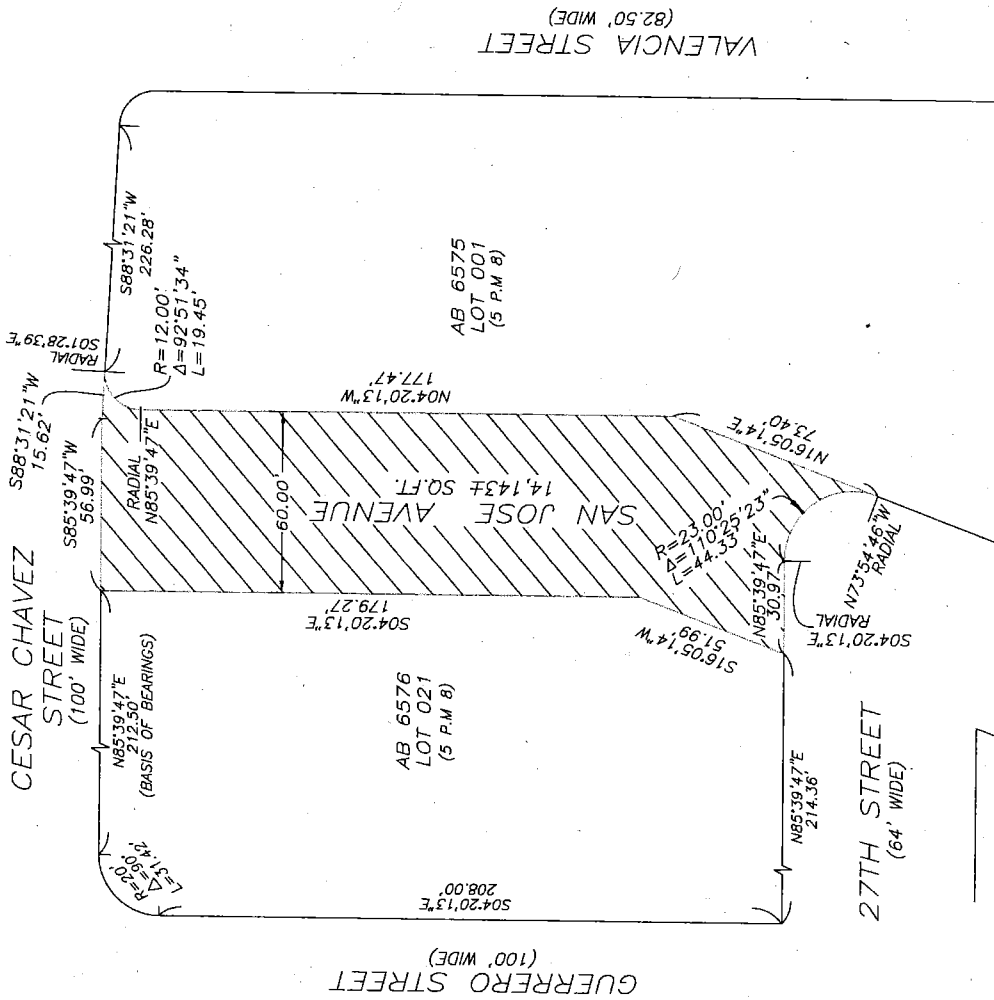 CESAR CHAVEZ
STREET
(100' WIDE)
VALENCIA STREET
(82.50' WIDE)
GUERRERO STREET
(100' WIDE)
27TH STREET
(64' WIDE)
SAN JOSE AVENUE
14,143± SQ.FT.
60.00'
N85°39'47"E
212.50'
(BASIS OF BEARINGS)
S85°39'47"W
56.99'
S88°31'21"W
15.62'
S01°28'39"E
RADIAL
S88°31'21"W
226.28'
R=12.00'
Δ=92°51'34"
L=19.45'
RADIAL
N85°39'47"E
R=20'
Δ=90°
L=31.42'
S04°20'13"E
208.00'
AB 6576
LOT 021
(5 P.M 8)
S04°20'13"E
179.27'
N04°20'13"W
177.47'
AB 6575
LOT 001
(5 P.M 8)
N16°05'14"E
73.40'
S16°05'14"W
51.99'
R=23.00'
Δ=110°25'23"
L=44.33'
N85°39'47"E
30.97'
S04°20'13"E
RADIAL
N73°54'46"W
RADIAL
N85°39'47"E
214.36'